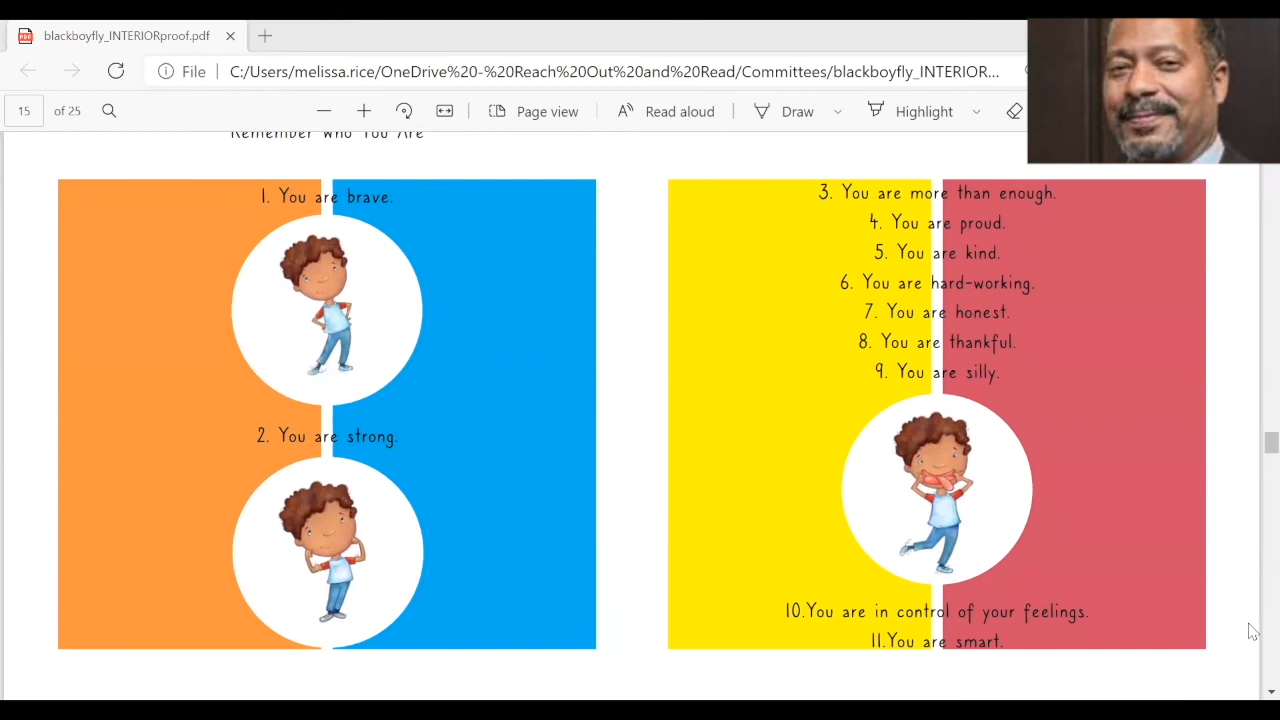 blackboyfly_INTERIORproof.pdf
File
C:/Users/melissa.rice/OneDrive%20-%20Reach%20Out%20and%20Read/Committees/blackboyfly_INTERIOR...
15
of 25
Page view
Read aloud
Draw
Highlight
Remember Who You Are
1. You are brave.
2. You are strong.
3. You are more than enough.
4. You are proud.
5. You are kind.
6. You are hard-working.
7. You are honest.
8. You are thankful.
9. You are silly.
10.You are in control of your feelings.
11.You are smart.